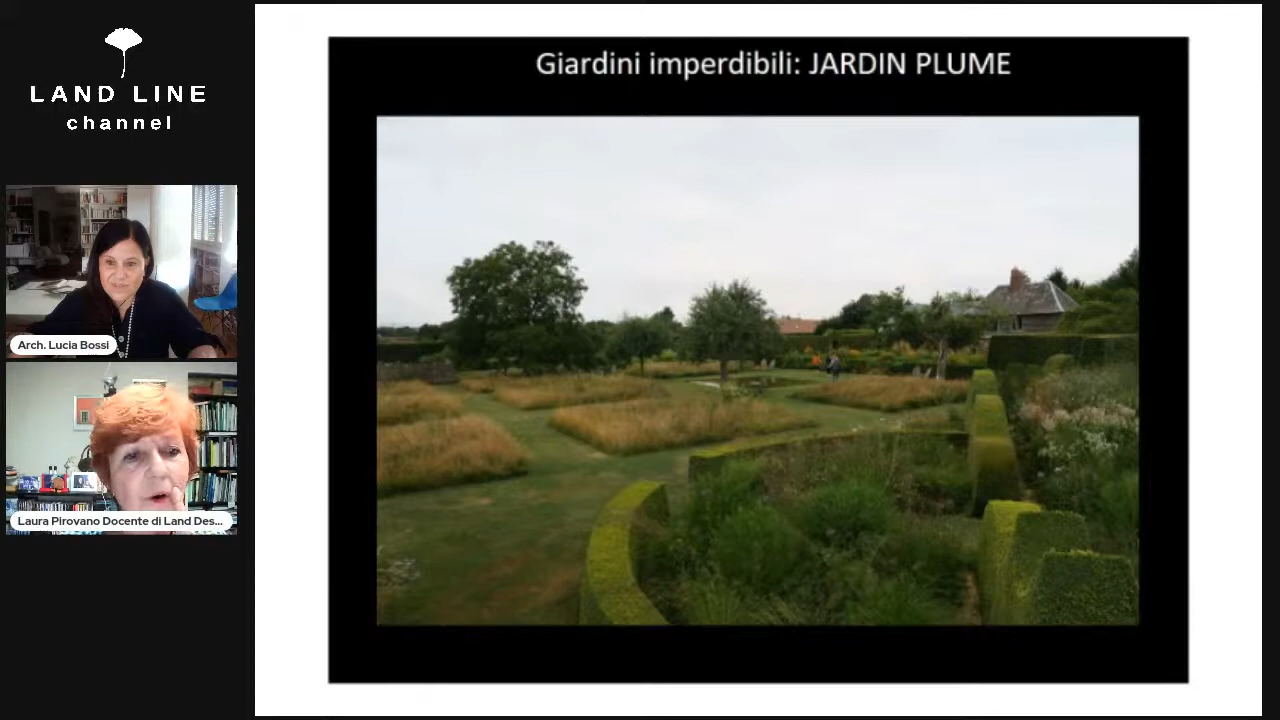 LAND LINE
channel
Arch. Lucia Bossi
Laura Pirovano Docente di Land Des...
Giardini imperdibili: JARDIN PLUME